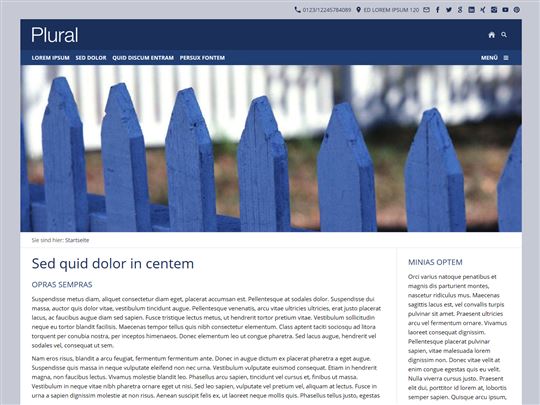 0123/12245784089 ED LOREM IPSUM 120
Plural
LOREM IPSUM SED DOLOR QUID DISCUM ENTRAM PERSUX FONTEM MENÜ
Sie sind hier: Startseite
Sed quid dolor in centem
OPRAS SEMPRAS
Suspendisse metus diam, aliquet consectetur diam eget, placerat accumsan est. Pellentesque at sodales dolor. Suspendisse dui
massa, auctor quis dolor vitae, vestibulum tincidunt augue. Pellentesque venenatis, arcu vitae ultricies ultricies, erat justo placerat
lacus, ac faucibus augue diam sed sapien. Fusce tristique lectus metus, ut hendrerit tortor pretium vitae. Vestibulum sollicitudin
neque eu tortor blandit facilisis. Maecenas tempor tellus quis nibh consectetur elementum. Class aptent taciti sociosqu ad litora
torquent per conubia nostra, per inceptos himenaeos. Donec elementum leo ut congue pharetra. Sed lacus augue, hendrerit vel
sodales vel, consequat ut sem.
Nam eros risus, blandit a arcu feugiat, fermentum fermentum ante. Donec in augue dictum ex placerat pharetra a eget augue.
Suspendisse quis massa in neque vulputate eleifend non nec urna. Vestibulum vulputate euismod consequat. Etiam in hendrerit
magna, non faucibus lectus. Vivamus molestie blandit leo. Phasellus arcu sapien, tincidunt vel cursus et, finibus ut massa.
Vestibulum in neque vitae nibh pharetra ornare eget ut nisi. Sed leo sapien, vulputate vel pretium vel, aliquam at lectus. Fusce in
urna a sapien dignissim molestie at non risus. Aenean suscipit felis ex, ut laoreet neque mollis quis. Phasellus tellus justo, egestas
MINIAS OPTEM
Orci varius natoque penatibus et
magnis dis parturient montes,
nascetur ridiculus mus. Maecenas
sagittis lacus est, vel convallis turpis
pulvinar sit amet. Praesent ultricies
arcu vel fermentum ornare. Vivamus
laoreet consequat dignissim.
Pellentesque placerat pulvinar
sapien, vitae malesuada lorem
dignissim non. Donec vitae velit at
enim congue egestas quis eu velit.
Nulla viverra cursus justo. Praesent
elit dui, porttitor id lorem at, lobortis
semper sapien. Quisque arcu ipsum,